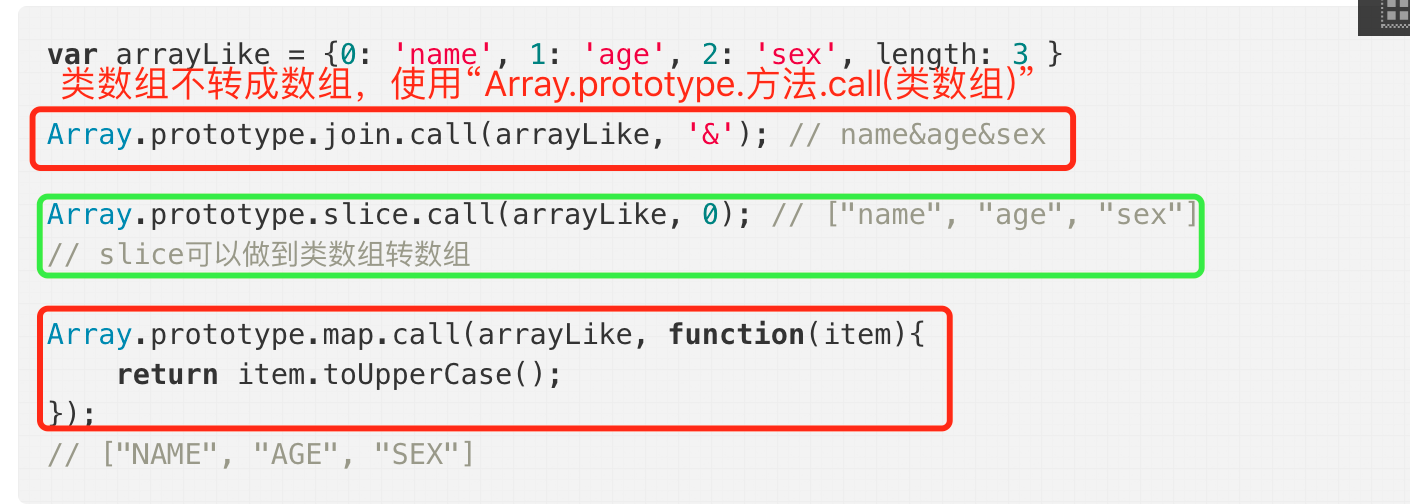 var arrayLike = {0: 'name', 1: 'age', 2: 'sex', length: 3 }
类数组不转成数组，使用“Array.prototype.方法.call(类数组)”
Array.prototype.join.call(arrayLike, '&'); // name&age&sex
Array.prototype.slice.call(arrayLike, 0); // ["name", "age", "sex"]
// slice可以做到类数组转数组
Array.prototype.map.call(arrayLike, function(item){
    return item.toUpperCase();
});
// ["NAME", "AGE", "SEX"]